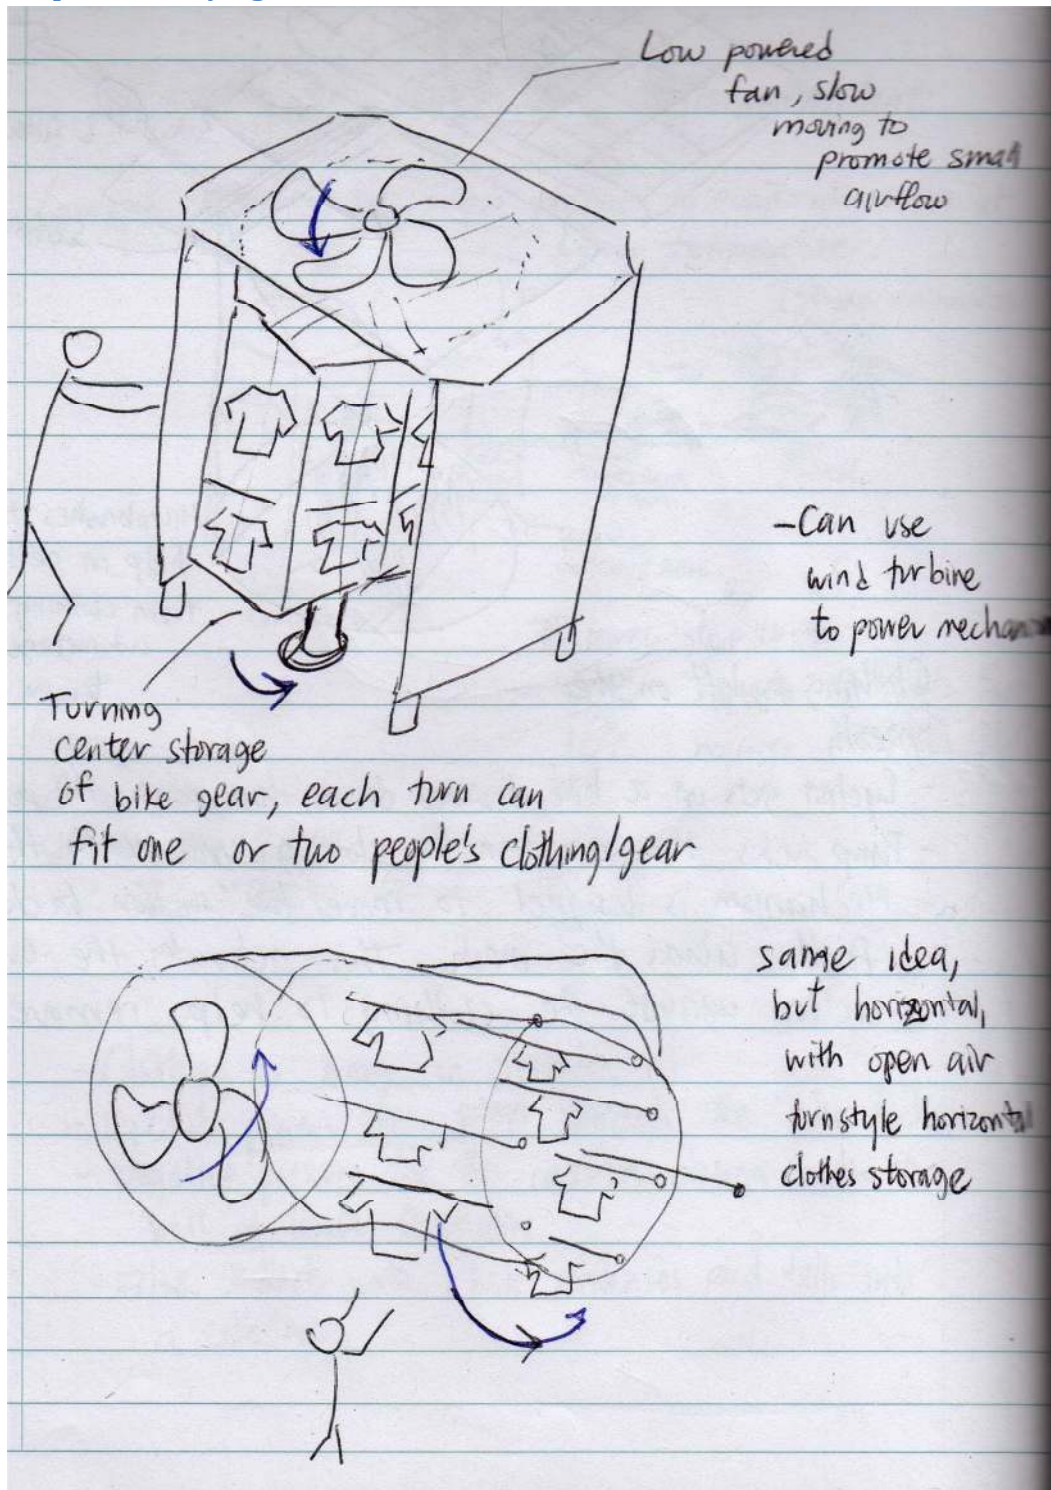 Low powered
fan, slow
moving to
promote small
airflow
-Can use
wind turbine
to power
Turning
center storage
of bike gear, each turn can
fit one or two people's clothing/gear
same idea,
but horizontal,
with open air
turnstyle horizontal
clothes storage